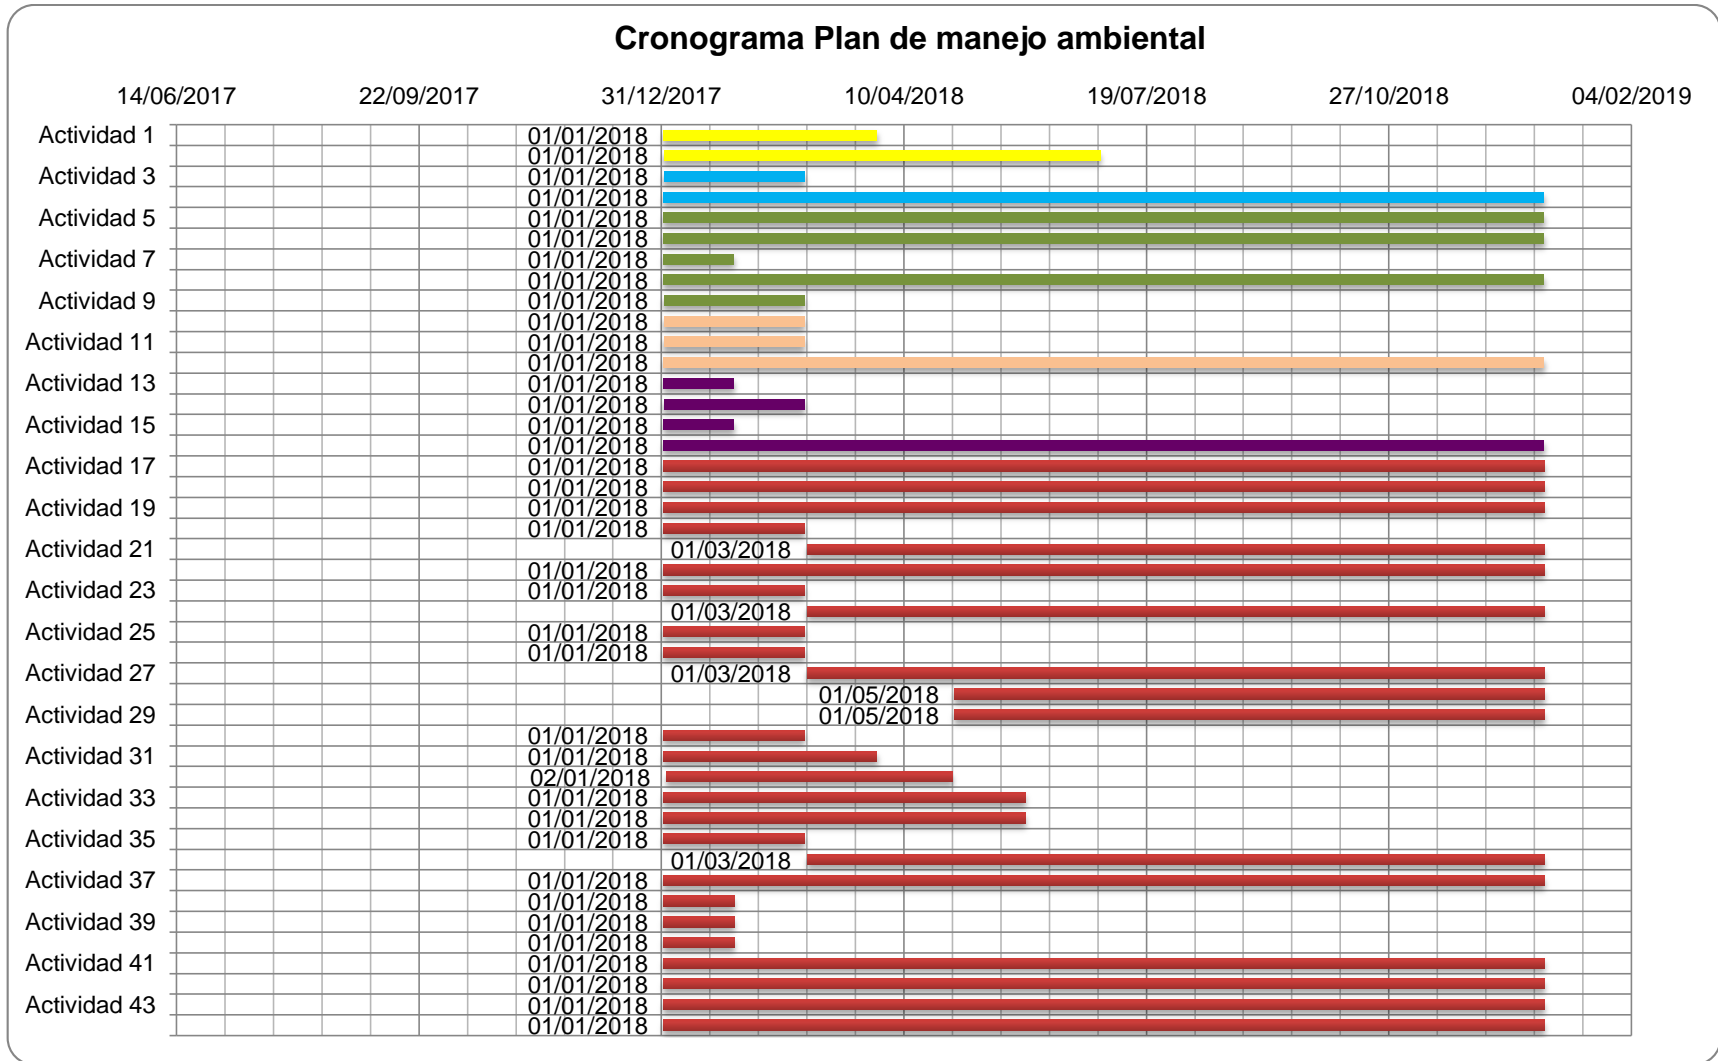 Cronograma Plan de manejo ambiental
14/06/2017 22/09/2017 31/12/2017 10/04/2018 19/07/2018 27/10/2018 04/02/2019
Actividad 1 01/01/2018
01/01/2018
Actividad 3 01/01/2018
01/01/2018
Actividad 5 01/01/2018
01/01/2018
Actividad 7 01/01/2018
01/01/2018
Actividad 9 01/01/2018
01/01/2018
Actividad 11 01/01/2018
01/01/2018
Actividad 13 01/01/2018
01/01/2018
Actividad 15 01/01/2018
01/01/2018
Actividad 17 01/01/2018
01/01/2018
Actividad 19 01/01/2018
01/01/2018
Actividad 21 01/03/2018
01/01/2018
Actividad 23 01/01/2018
01/03/2018
Actividad 25 01/01/2018
01/01/2018
Actividad 27 01/03/2018
01/05/2018
Actividad 29 01/05/2018
01/01/2018
Actividad 31 01/01/2018
02/01/2018
Actividad 33 01/01/2018
01/01/2018
Actividad 35 01/01/2018
01/03/2018
Actividad 37 01/01/2018
01/01/2018
Actividad 39 01/01/2018
01/01/2018
Actividad 41 01/01/2018
01/01/2018
Actividad 43 01/01/2018
01/01/2018